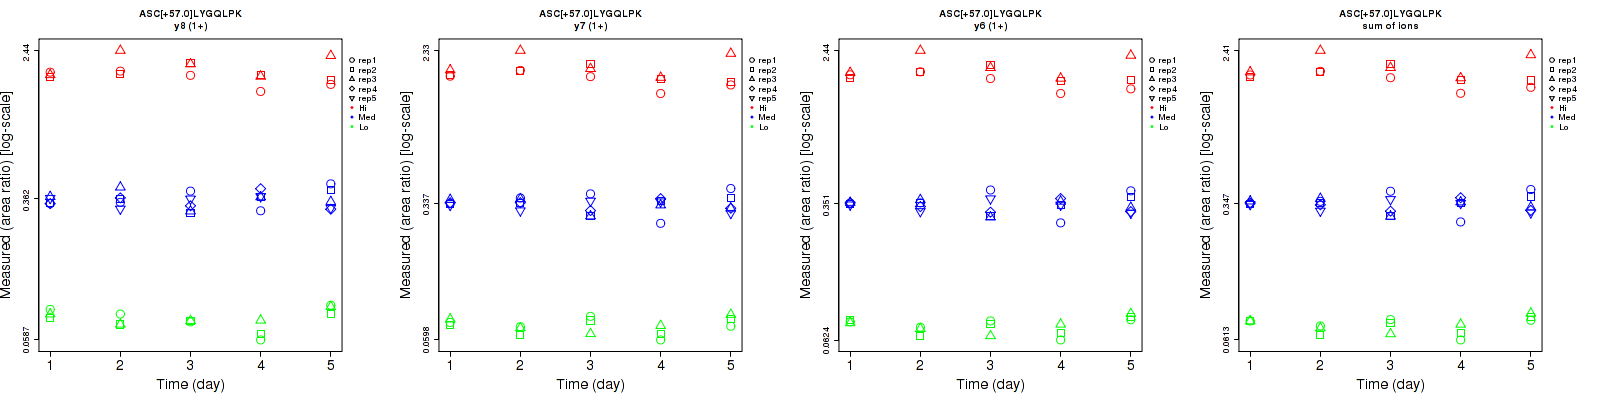 ASC[+57.0]LYGQLPK
y8 (1+)
Measured (area ratio) [log-scale]
2.44
0.362
0.0587
1 2 3 4 5
Time (day)
rep1
rep2
rep3
rep4
rep5
Hi
Med
Lo
ASC[+57.0]LYGQLPK
y7 (1+)
Measured (area ratio) [log-scale]
2.33
0.337
0.0598
1 2 3 4 5
Time (day)
rep1
rep2
rep3
rep4
rep5
Hi
Med
Lo
ASC[+57.0]LYGQLPK
y6 (1+)
Measured (area ratio) [log-scale]
2.44
0.351
0.0624
1 2 3 4 5
Time (day)
rep1
rep2
rep3
rep4
rep5
Hi
Med
Lo
ASC[+57.0]LYGQLPK
sum of ions
Measured (area ratio) [log-scale]
2.41
0.347
0.0613
1 2 3 4 5
Time (day)
rep1
rep2
rep3
rep4
rep5
Hi
Med
Lo